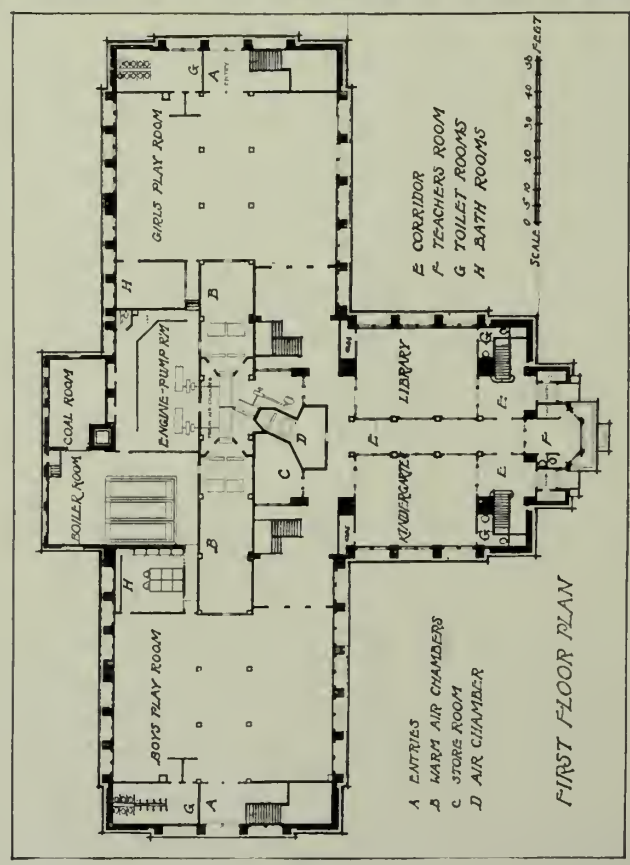 BOILER ROOM
COAL ROOM
H
H
BOYS PLAY ROOM
ENGINE-PUMP RM
GIRLS PLAY ROOM
G
G
A
A
ENTRY
B
B
C
D
E
KINDERGARTEN
LIBRARY
G
G
E
E
F
A ENTRIES
B WARM AIR CHAMBERS
C STORE ROOM
D AIR CHAMBER
E CORRIDOR
F TEACHERS ROOM
G TOILET ROOMS
H BATH ROOMS
SCALE 0 5 10 20 30 40 50 FEET
FIRST FLOOR PLAN